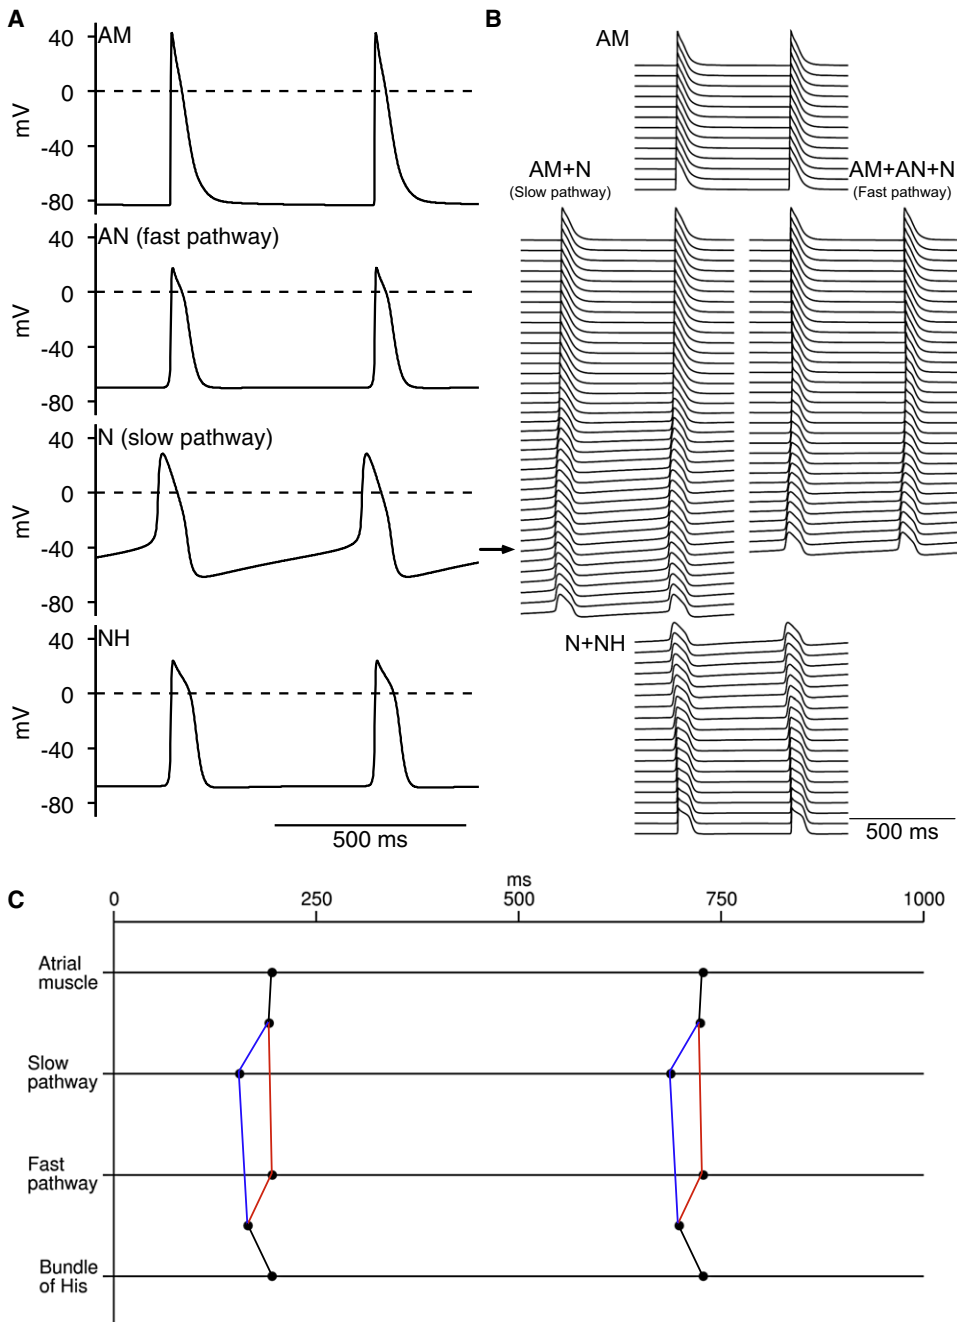 A
AM
40
0
-40
-80
mV
AN (fast pathway)
40
0
-40
-80
mV
N (slow pathway)
40
0
-40
-80
mV
NH
40
0
-40
-80
mV
500 ms
B
AM
AM+N
(Slow pathway)
AM+AN+N
(Fast pathway)
N+NH
500 ms
C
ms
0
250
500
750
1000
Atrial
muscle
Slow
pathway
Fast
pathway
Bundle
of His